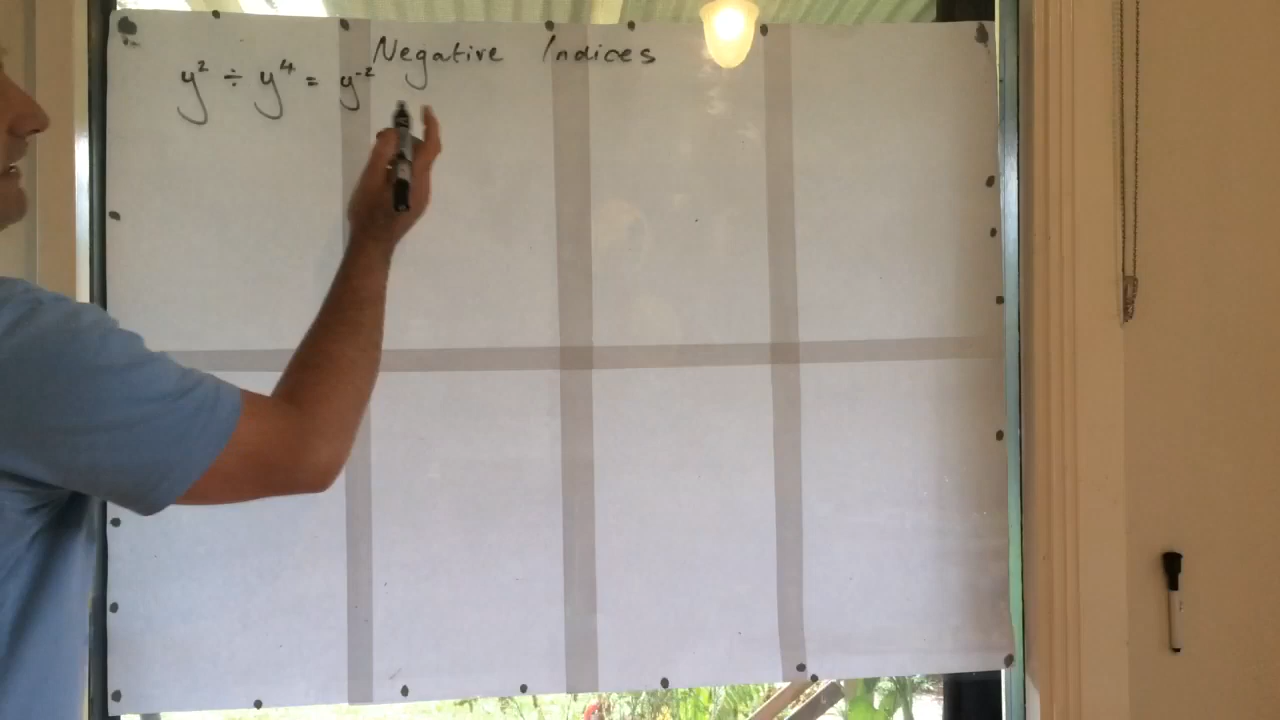 Negative Indices
y² ÷ y⁴ = y⁻²